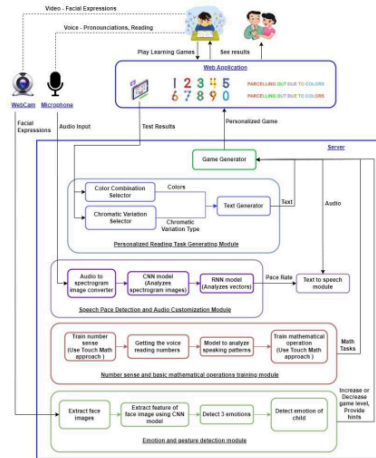 Video - Facial Expressions
Voice - Pronounciations, Reading
Play Learning Games
See results
Web Application
1 2 3 4 5
6 7 8 9 0
PARCELLING OUT DUE TO COLORS
PARCELLING OUT DUE TO COLORS
WebCam
Microphone
Facial
Expressions
Audio Input
Test Results
Personalized Game
Server
Game Generator
Color Combination
Selector
Colors
Chromatic Variation
Selector
Chromatic
Variation Type
Text Generator
Text
Audio
Personalized Reading Task Generating Module
Audio to
spectrogram
image converter
CNN model
(Analyzes
spectrogram images)
RNN model
(Analyzes vectors)
Pace Rate
Text to speech
module
Speech Pace Detection and Audio Customization Module
Train number
sense
(Use Touch Math
approach )
Getting the voice
reading numbers
Model to analyze
speaking patterns
Train mathematical
operation
(Use Touch Math
approach )
Math
Tasks
Number sense and basic mathematical operations training module
Increase or
Decrease
game level,
Provide
hints
Extract face
images
Extract feature of
face image using CNN
model
Detect 3 emotions
Detect emotion of
child
Emotion and gesture detection module